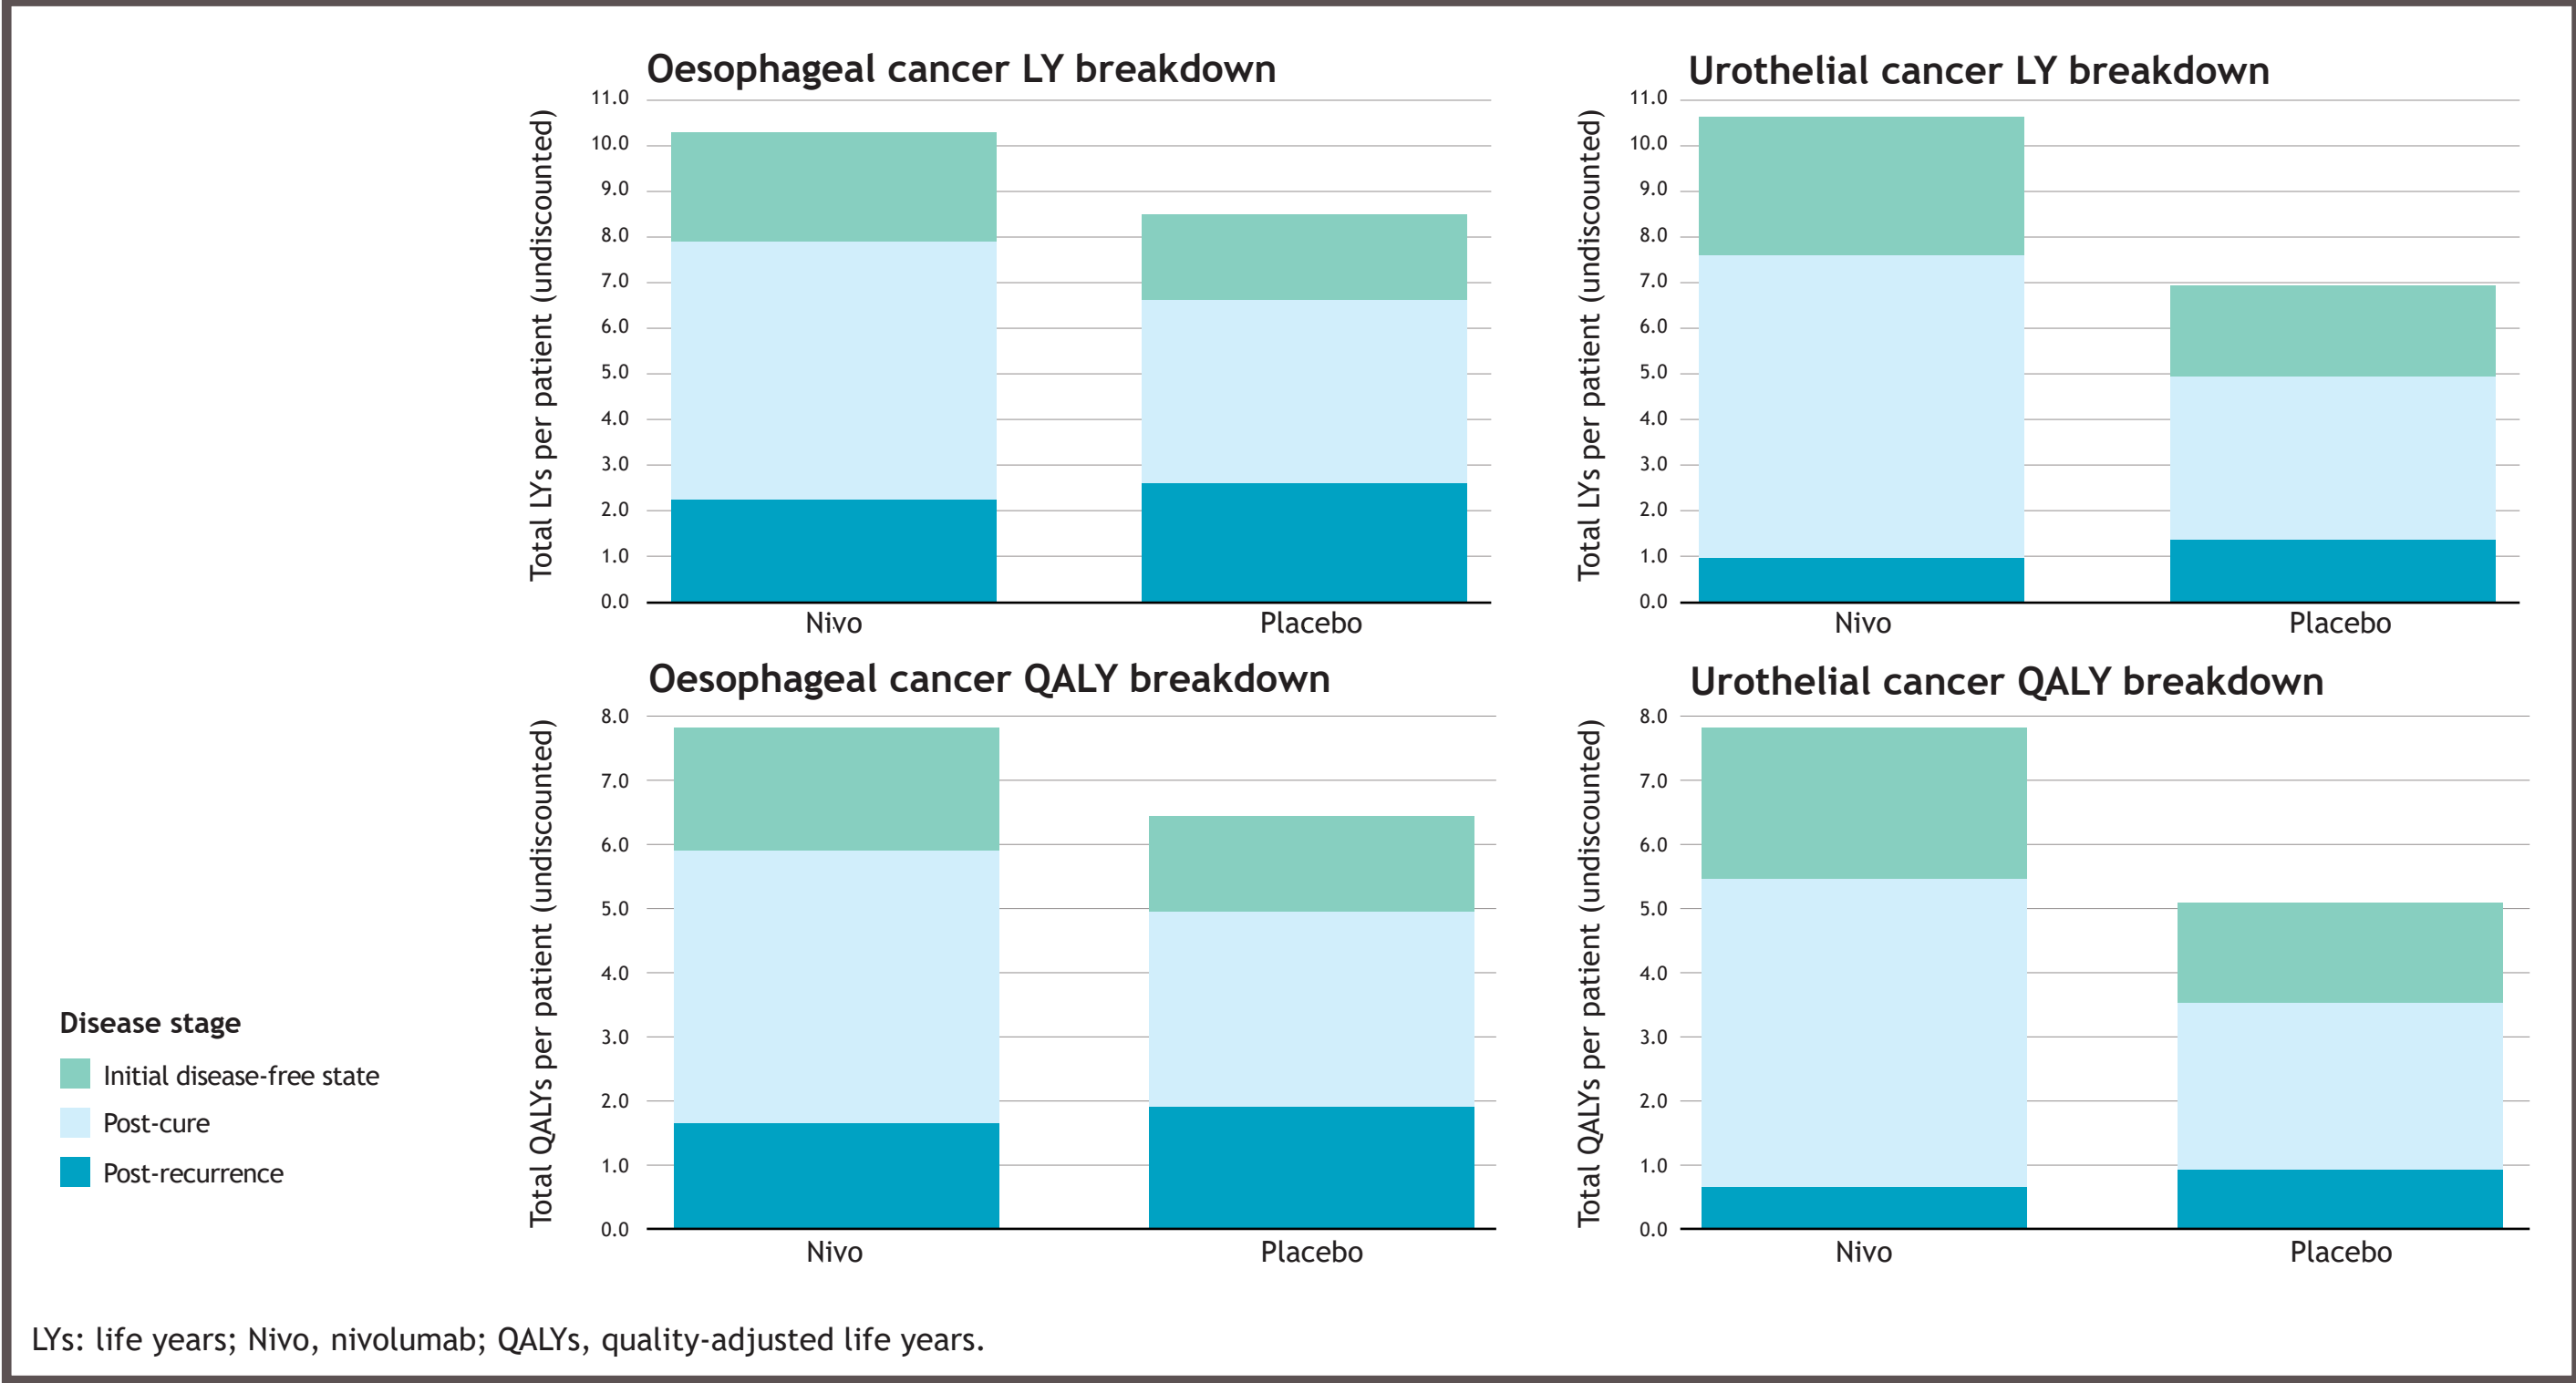 Oesophageal cancer LY breakdown
Total LYs per patient (undiscounted)
11.0
10.0
9.0
8.0
7.0
6.0
5.0
4.0
3.0
2.0
1.0
0.0
Nivo
Placebo
Urothelial cancer LY breakdown
Total LYs per patient (undiscounted)
11.0
10.0
9.0
8.0
7.0
6.0
5.0
4.0
3.0
2.0
1.0
0.0
Nivo
Placebo
Oesophageal cancer QALY breakdown
Total QALYs per patient (undiscounted)
8.0
7.0
6.0
5.0
4.0
3.0
2.0
1.0
0.0
Nivo
Placebo
Urothelial cancer QALY breakdown
Total QALYs per patient (undiscounted)
8.0
7.0
6.0
5.0
4.0
3.0
2.0
1.0
0.0
Nivo
Placebo
Disease stage
Initial disease-free state
Post-cure
Post-recurrence
LYs: life years; Nivo, nivolumab; QALYs, quality-adjusted life years.